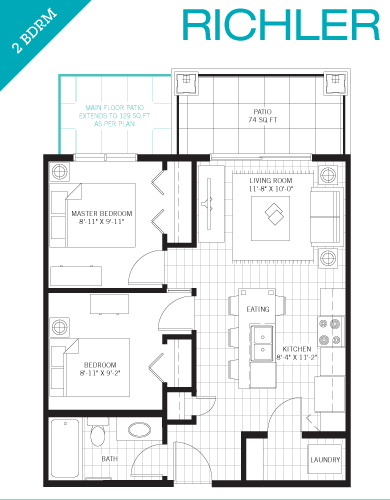 2 BDRM
RICHLER
MAIN FLOOR PATIO
EXTENDS TO 129 SQ FT
AS PER PLAN
PATIO
74 SQ FT
LIVING ROOM
11'-8" X 10'-0"
MASTER BEDROOM
8'-11" X 9'-11"
EATING
KITCHEN
8'-4" X 11'-2"
BEDROOM
8'-11" X 9'-2"
BATH
LAUNDRY